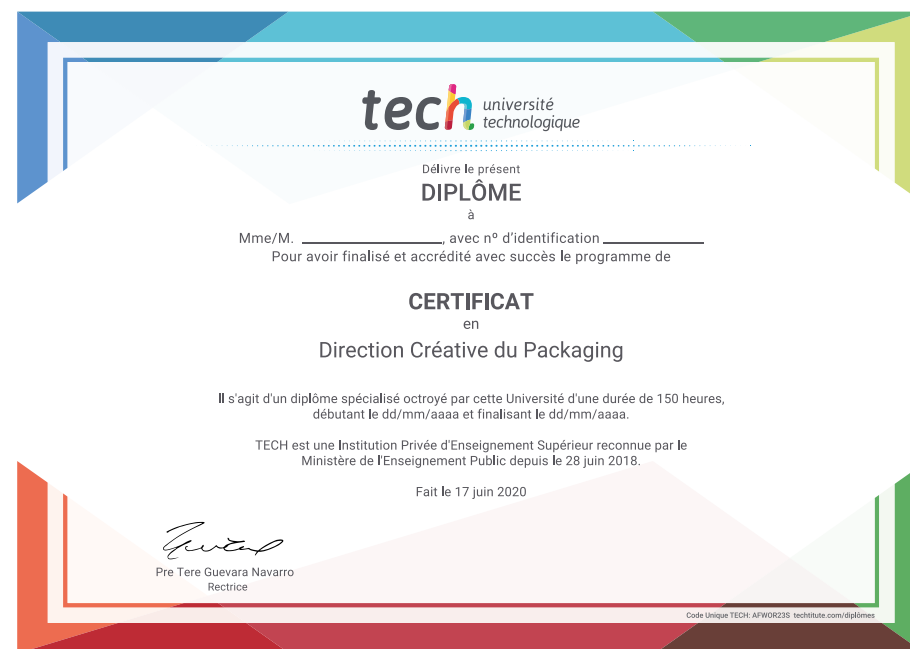 tech université
technologique
Délivre le présent
DIPLÔME
à
Mme/M. ____________________, avec nº d'identification ______________
Pour avoir finalisé et accrédité avec succès le programme de
CERTIFICAT
en
Direction Créative du Packaging
Il s'agit d'un diplôme spécialisé octroyé par cette Université d'une durée de 150 heures,
débutant le dd/mm/aaaa et finalisant le dd/mm/aaaa.
TECH est une Institution Privée d'Enseignement Supérieur reconnue par le
Ministère de l'Enseignement Public depuis le 28 juin 2018.
Fait le 17 juin 2020
Pre Tere Guevara Navarro
Rectrice
Code Unique TECH: AFWOR23S techtitute.com/diplômes